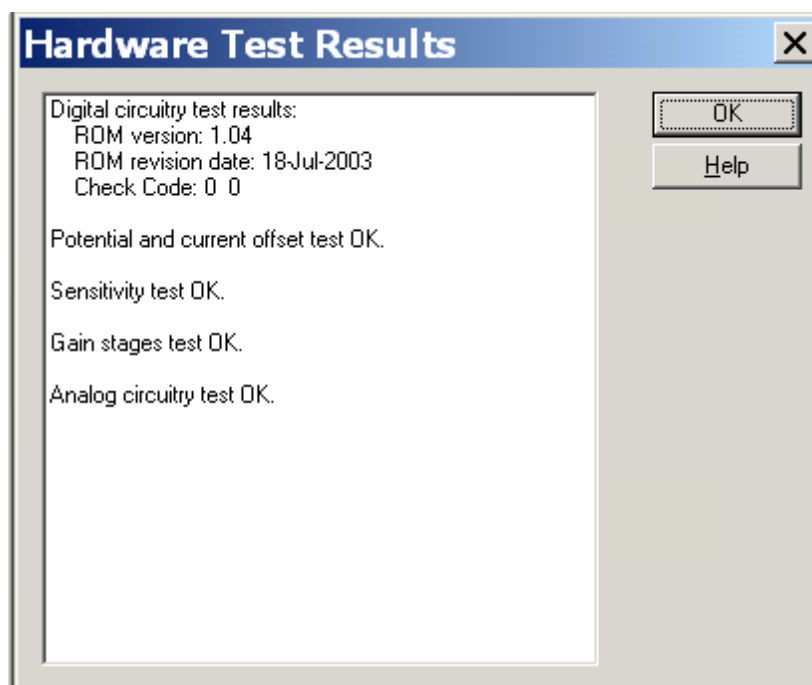 Hardware Test Results
Digital circuitry test results:
ROM version: 1.04
ROM revision date: 18-Jul-2003
Check Code: 0 0
Potential and current offset test OK.
Sensitivity test OK.
Gain stages test OK.
Analog circuitry test OK.
OK
Help